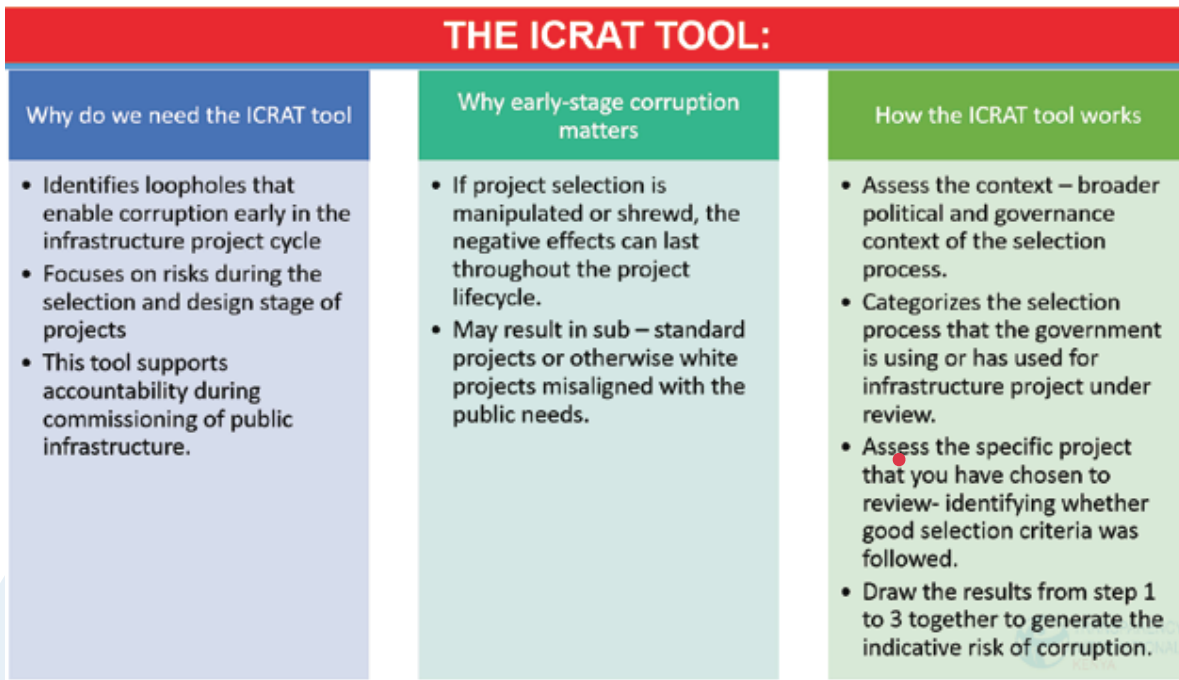 THE ICRAT TOOL:
Why do we need the ICRAT tool
• Identifies loopholes that
enable corruption early in the
infrastructure project cycle
• Focuses on risks during the
selection and design stage of
projects
• This tool supports
accountability during
commissioning of public
infrastructure.
Why early-stage corruption
matters
• If project selection is
manipulated or shrewd, the
negative effects can last
throughout the project
lifecycle.
• May result in sub – standard
projects or otherwise white
projects misaligned with the
public needs.
How the ICRAT tool works
• Assess the context – broader
political and governance
context of the selection
process.
• Categorizes the selection
process that the government
is using or has used for
infrastructure project under
review.
• Assess the specific project
that you have chosen to
review- identifying whether
good selection criteria was
followed.
• Draw the results from step 1
to 3 together to generate the
indicative risk of corruption.
KENYA